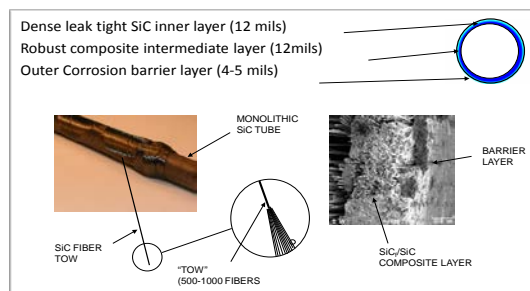 Dense leak tight SiC inner layer (12 mils)
Robust composite intermediate layer (12mils)
Outer Corrosion barrier layer (4-5 mils)
MONOLITHIC
SiC TUBE
BARRIER
LAYER
SiC FIBER
TOW
"TOW"
(500-1000 FIBERS
SiCf/SiC
COMPOSITE LAYER